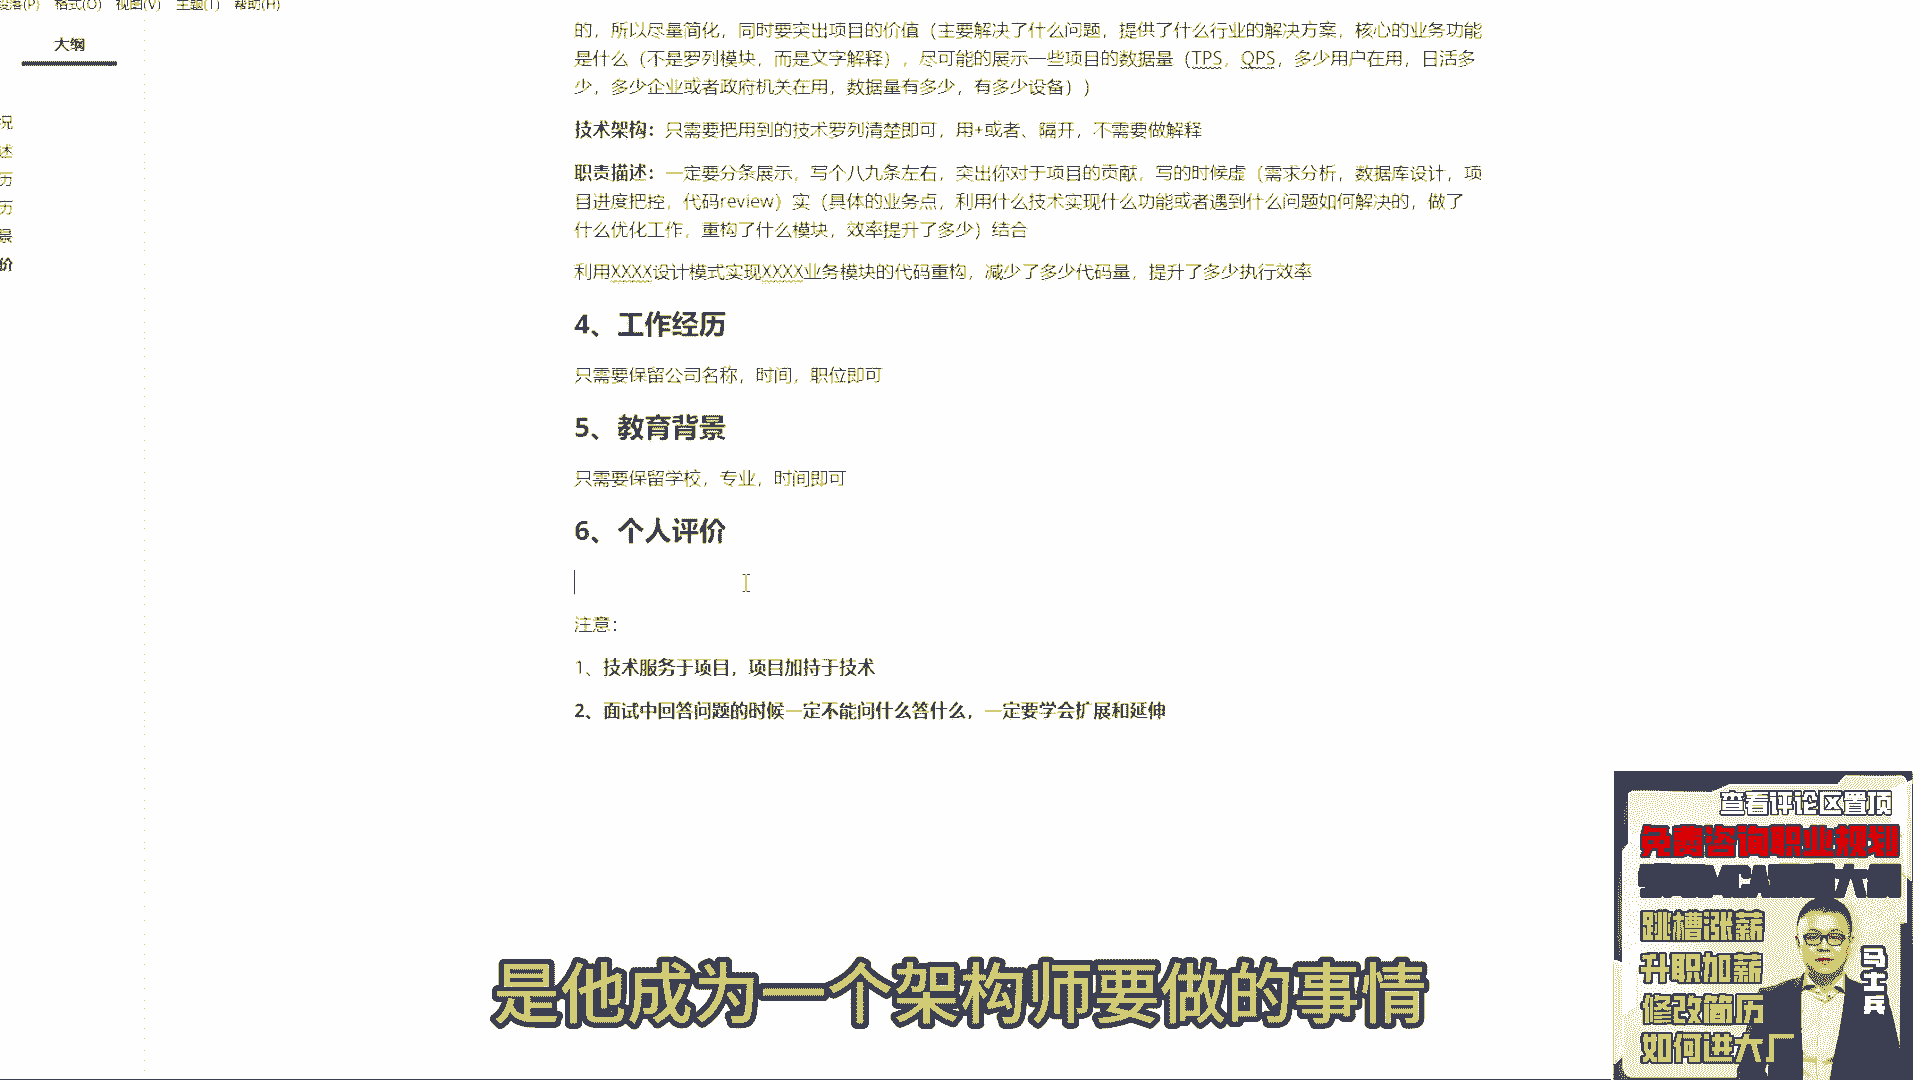 段落(P) 格式(O) 视图(V) 主题(T) 帮助(H)
大纲
况
述
历
历
景
价
的，所以尽量简化，同时要突出项目的价值（主要解决了什么问题，提供了什么行业的解决方案，核心的业务功能
是什么（不是罗列模块，而是文字解释），尽可能的展示一些项目的数据量（TPS，QPS，多少用户在用，日活多
少，多少企业或者政府机关在用，数据量有多少，有多少设备））
技术架构：只需要把用到的技术罗列清楚即可，用+或者、隔开，不需要做解释
职责描述：一定要分条展示，写个八九条左右，突出你对于项目的贡献，写的时候虚（需求分析，数据库设计，项
目进度把控，代码review）实（具体的业务点，利用什么技术实现什么功能或者遇到什么问题如何解决的，做了
什么优化工作，重构了什么模块，效率提升了多少）结合
利用XXXX设计模式实现XXXX业务模块的代码重构，减少了多少代码量，提升了多少执行效率
4、工作经历
只需要保留公司名称，时间，职位即可
5、教育背景
只需要保留学校，专业，时间即可
6、个人评价
注意：
1、技术服务于项目，项目加持于技术
2、面试中回答问题的时候一定不能问什么答什么，一定要学会扩展和延伸
查看评论区置顶
免费咨询职业规划
跳槽涨薪
升职加薪
修改简历
如何进大厂
马士兵
是他成为一个架构师要做的事情